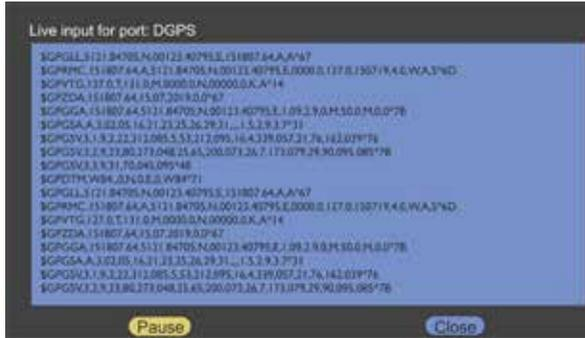 Live input for port: DGPS
$GPGLL,5121.84705,N,00123.40795,E,151807.64,A,A*67
$GPRMC,151807.64,A,5121.84705,N,00123.40795,E,0000.0,137.0,150719,4.0,W,A,S*6D
$GPVTG,137.0,T,131.0,M,0000.0,N,0000.0,K,A*14
$GPZDA,151807.64,15,07,2019,0,0*67
$GPGGA,151807.64,5121.84705,N,00123.40795,E,1,09,2.9,0,M,50.0,M,0,0*7B
$GPGSA,A,3,02,05,16,21,25,26,29,31,,,,,1.5,2.9,3.7*31
$GPGSV,3,1,9,2,22,312,085,5,53,212,095,16,4,339,057,21,76,162,039*76
$GPGSV,3,2,9,23,80,273,048,25,65,200,073,26,7,173,079,29,90,095,085*7B
$GPGSV,3,3,9,31,70,045,095*48
$GPDTM,W84,,0,N,0,E,0,W84*71
$GPGLL,5121.84705,N,00123.40795,E,151807.64,A,A*67
$GPRMC,151807.64,A,5121.84705,N,00123.40795,E,0000.0,137.0,150719,4.0,W,A,S*6D
$GPVTG,137.0,T,131.0,M,0000.0,N,0000.0,K,A*14
$GPZDA,151807.64,15,07,2019,0,0*67
$GPGGA,151807.64,5121.84705,N,00123.40795,E,1,09,2.9,0,M,50.0,M,0,0*7B
$GPGSA,A,3,02,05,16,21,25,26,29,31,,,,,1.5,2.9,3.7*31
$GPGSV,3,1,9,2,22,312,085,5,53,212,095,16,4,339,057,21,76,162,039*76
$GPGSV,3,2,9,23,80,273,048,25,65,200,073,26,7,173,079,29,90,095,085*7B
Pause
Close